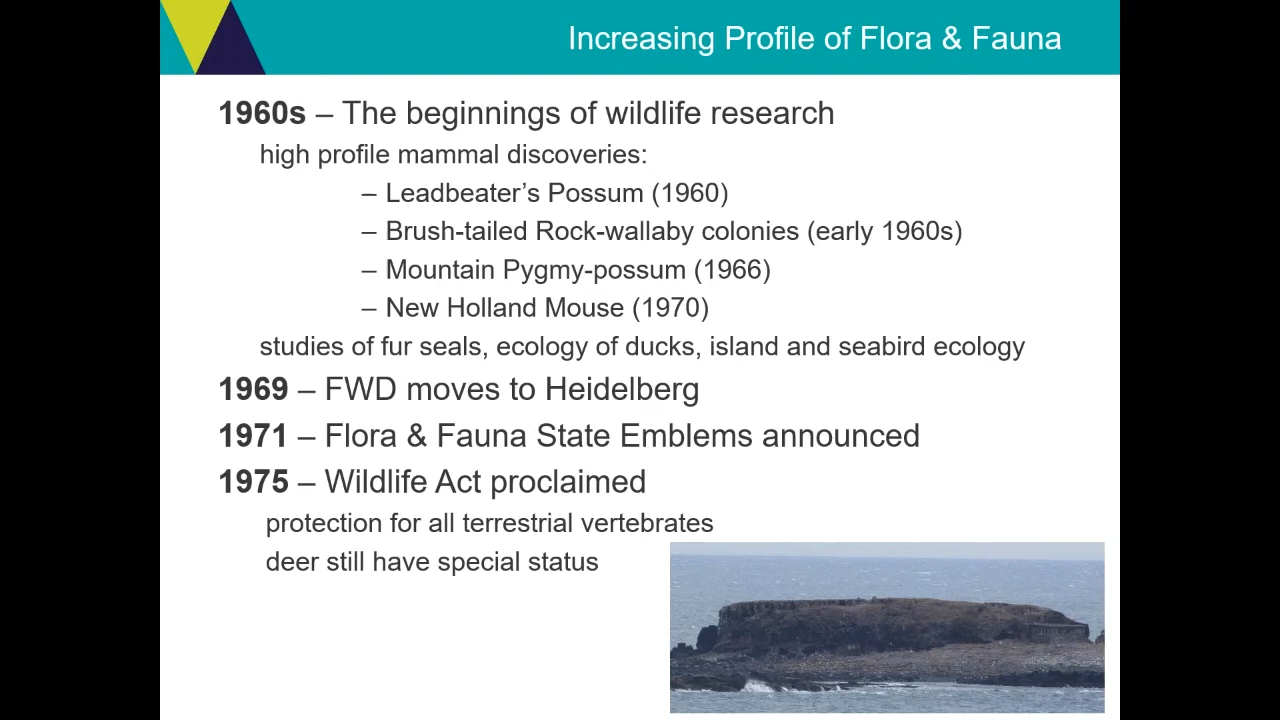 Increasing Profile of Flora & Fauna
1960s – The beginnings of wildlife research
high profile mammal discoveries:
– Leadbeater’s Possum (1960)
– Brush-tailed Rock-wallaby colonies (early 1960s)
– Mountain Pygmy-possum (1966)
– New Holland Mouse (1970)
studies of fur seals, ecology of ducks, island and seabird ecology
1969 – FWD moves to Heidelberg
1971 – Flora & Fauna State Emblems announced
1975 – Wildlife Act proclaimed
protection for all terrestrial vertebrates
deer still have special status